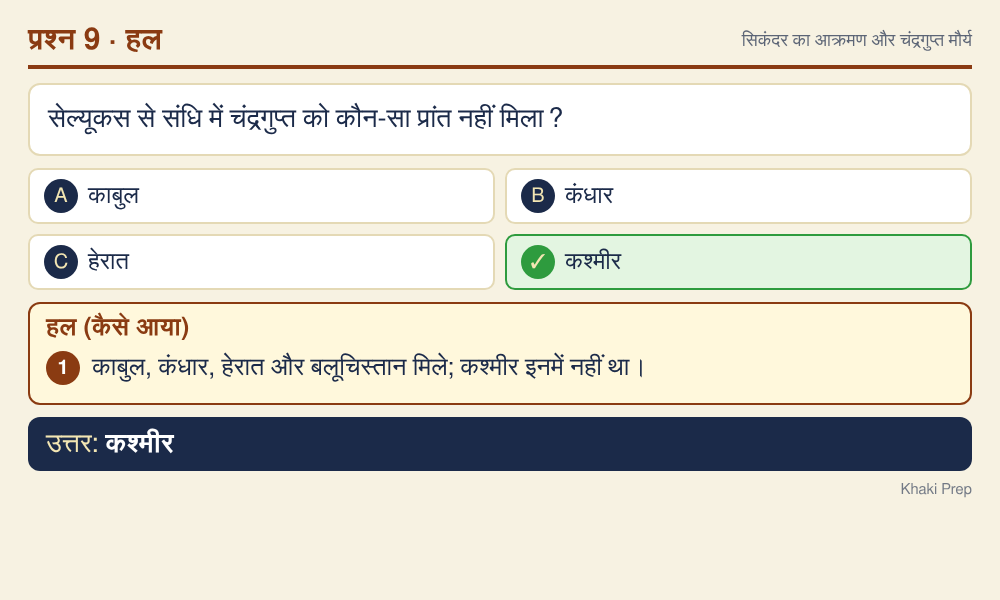 प्रश्न 9 · हल
सिकंदर का आक्रमण और चंद्रगुप्त मौर्य
सेल्यूकस से संधि में चंद्रगुप्त को कौन-सा प्रांत नहीं मिला ?
A काबुल
B कंधार
C हेरात
✓ कश्मीर
हल (कैसे आया)
1 काबुल, कंधार, हेरात और बलूचिस्तान मिले; कश्मीर इनमें नहीं था।
उत्तर: कश्मीर
Khaki Prep